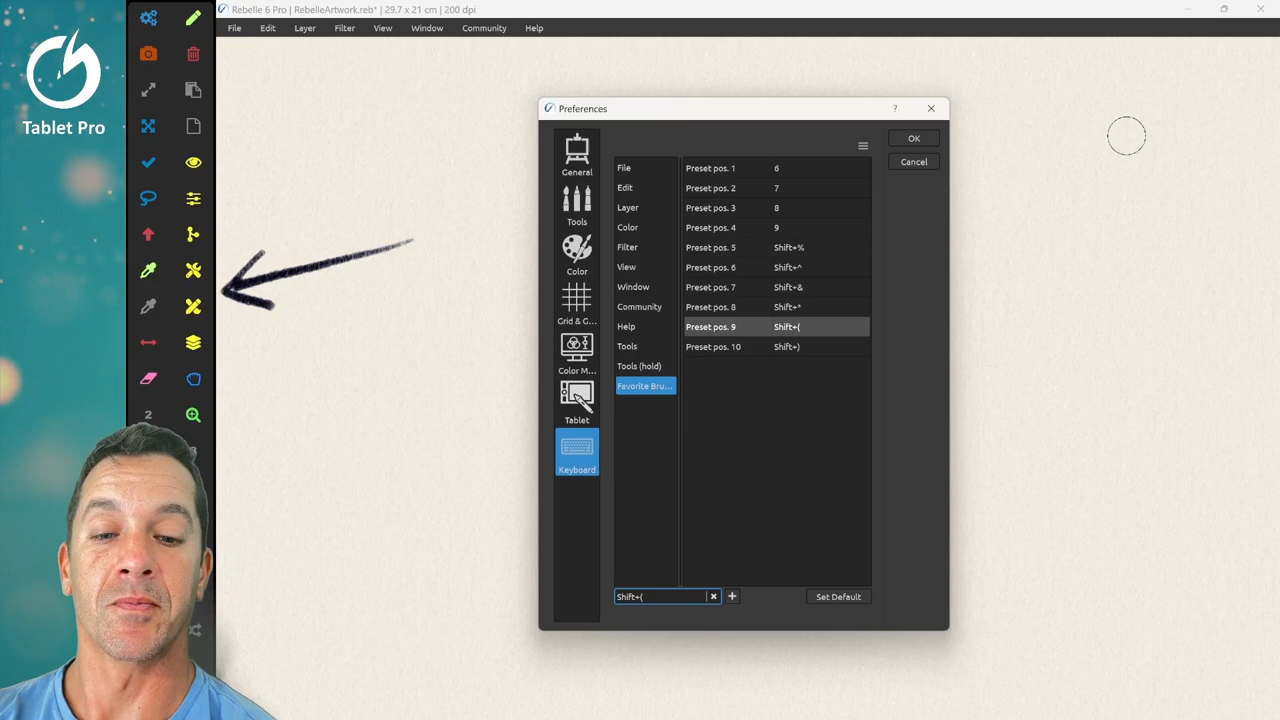 Tablet Pro
2
Rebelle 6 Pro | RebelleArtwork.reb* | 29.7 x 21 cm | 200 dpi
File Edit Layer Filter View Window Community Help
Preferences
?
General
Tools
Color
Grid & G...
Color M...
Tablet
Keyboard
File
Edit
Layer
Color
Filter
View
Window
Community
Help
Tools
Tools (hold)
Favorite Bru...
Preset pos. 1 6
Preset pos. 2 7
Preset pos. 3 8
Preset pos. 4 9
Preset pos. 5 Shift+%
Preset pos. 6 Shift+^
Preset pos. 7 Shift+&
Preset pos. 8 Shift+*
Preset pos. 9 Shift+(
Preset pos. 10 Shift+)
Shift+(
Set Default
OK
Cancel